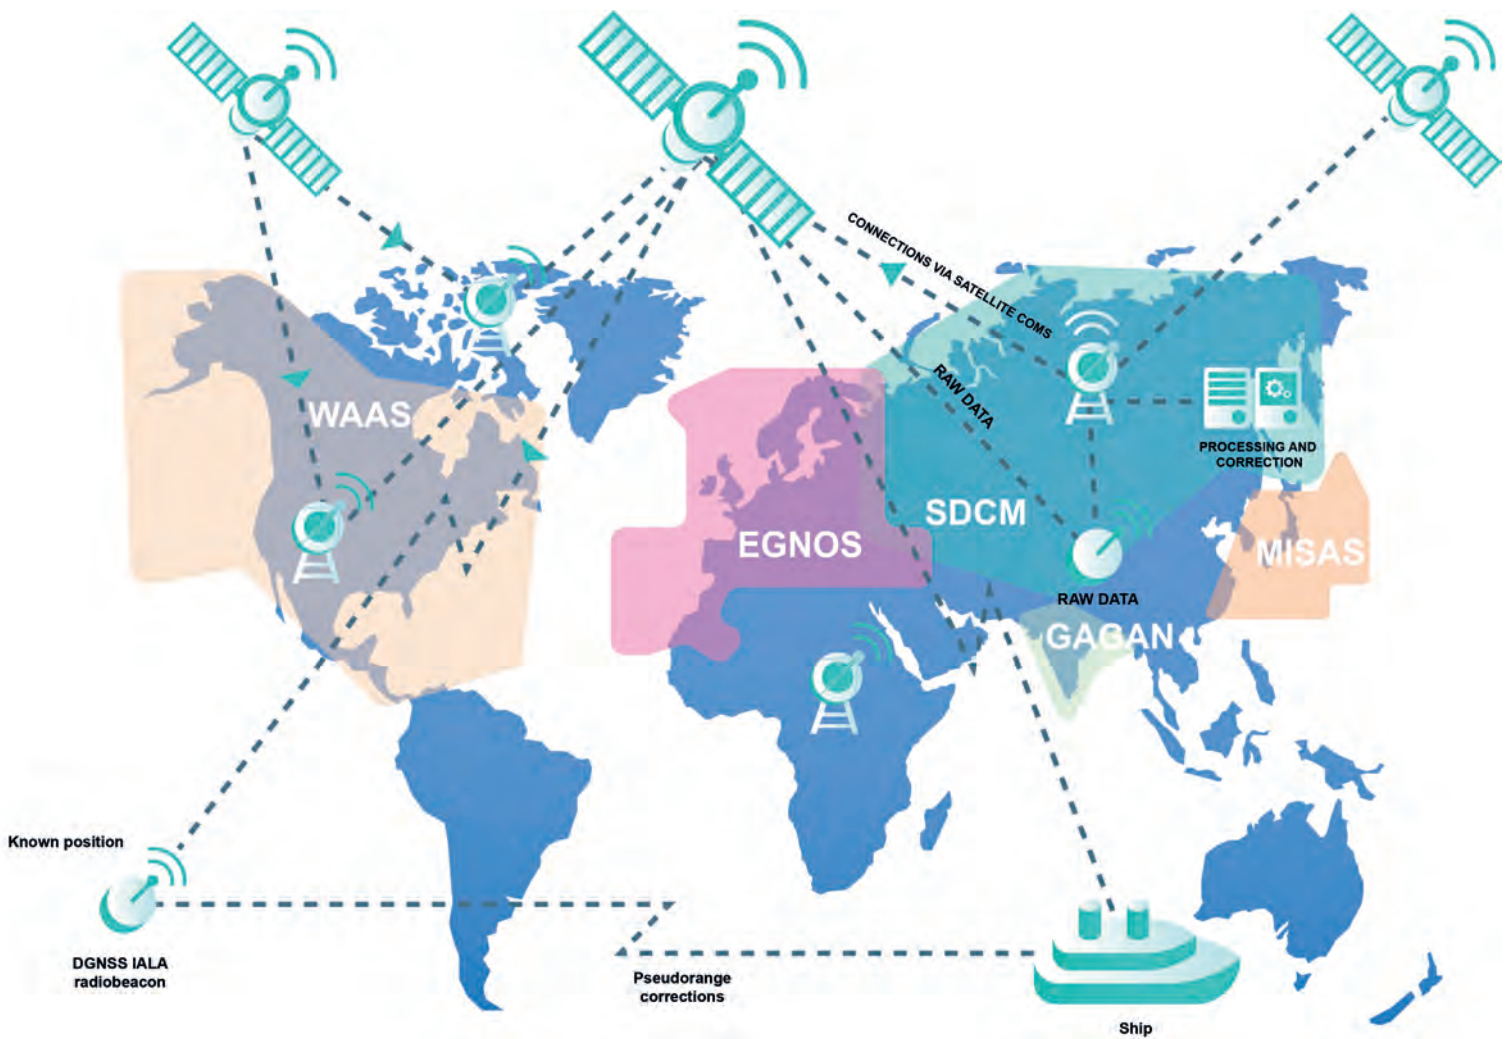 CONNECTIONS VIA SATELLITE COMS
RAW DATA
WAAS
PROCESSING AND
CORRECTION
SDCM
EGNOS
MISAS
RAW DATA
GAGAN
Known position
DGNSS IALA
radiobeacon
Pseudorange
corrections
Ship